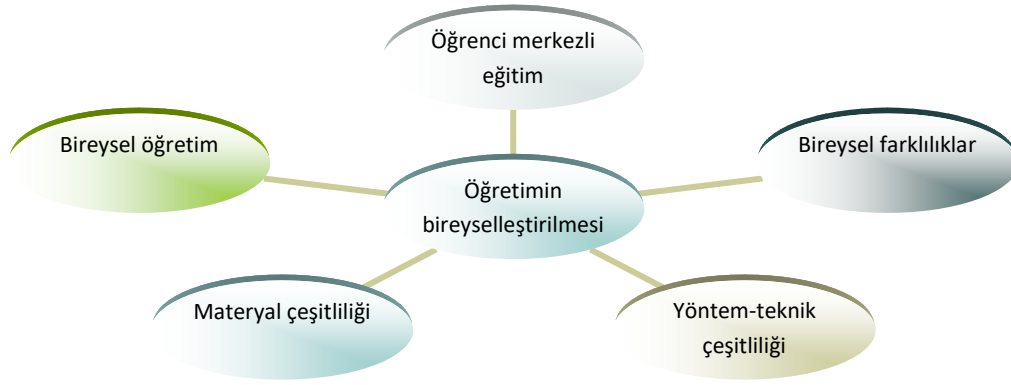 Öğrenci merkezli
eğitim
Bireysel öğretim
Bireysel farklılıklar
Öğretimin
bireyselleştirilmesi
Materyal çeşitliliği
Yöntem-teknik
çeşitliliği